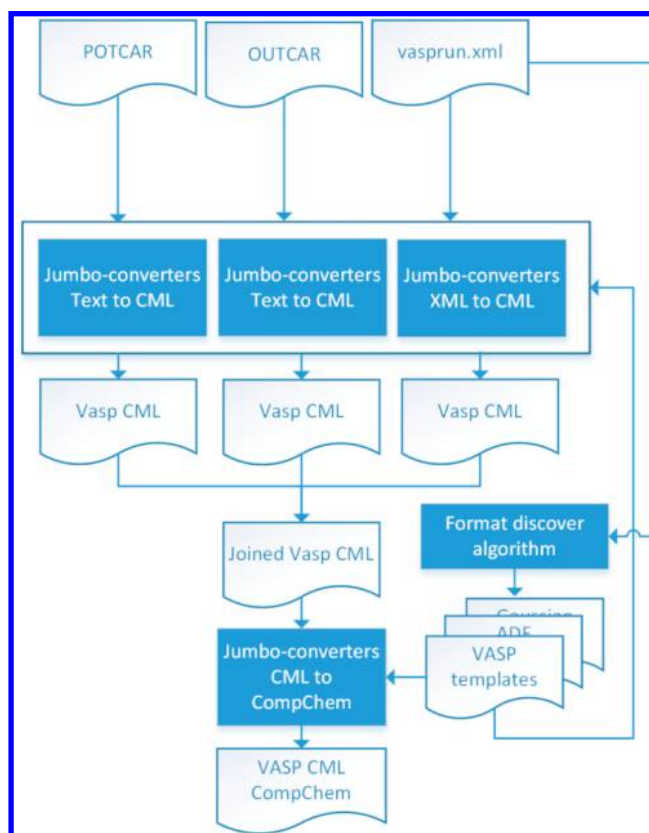 POTCAR
OUTCAR
vasprun.xml
Jumbo-converters
Text to CML
Jumbo-converters
Text to CML
Jumbo-converters
XML to CML
Vasp CML
Vasp CML
Vasp CML
Format discover
algorithm
Joined Vasp CML
Gaussian
ADF
VASP
templates
Jumbo-converters
CML to
CompChem
VASP CML
CompChem